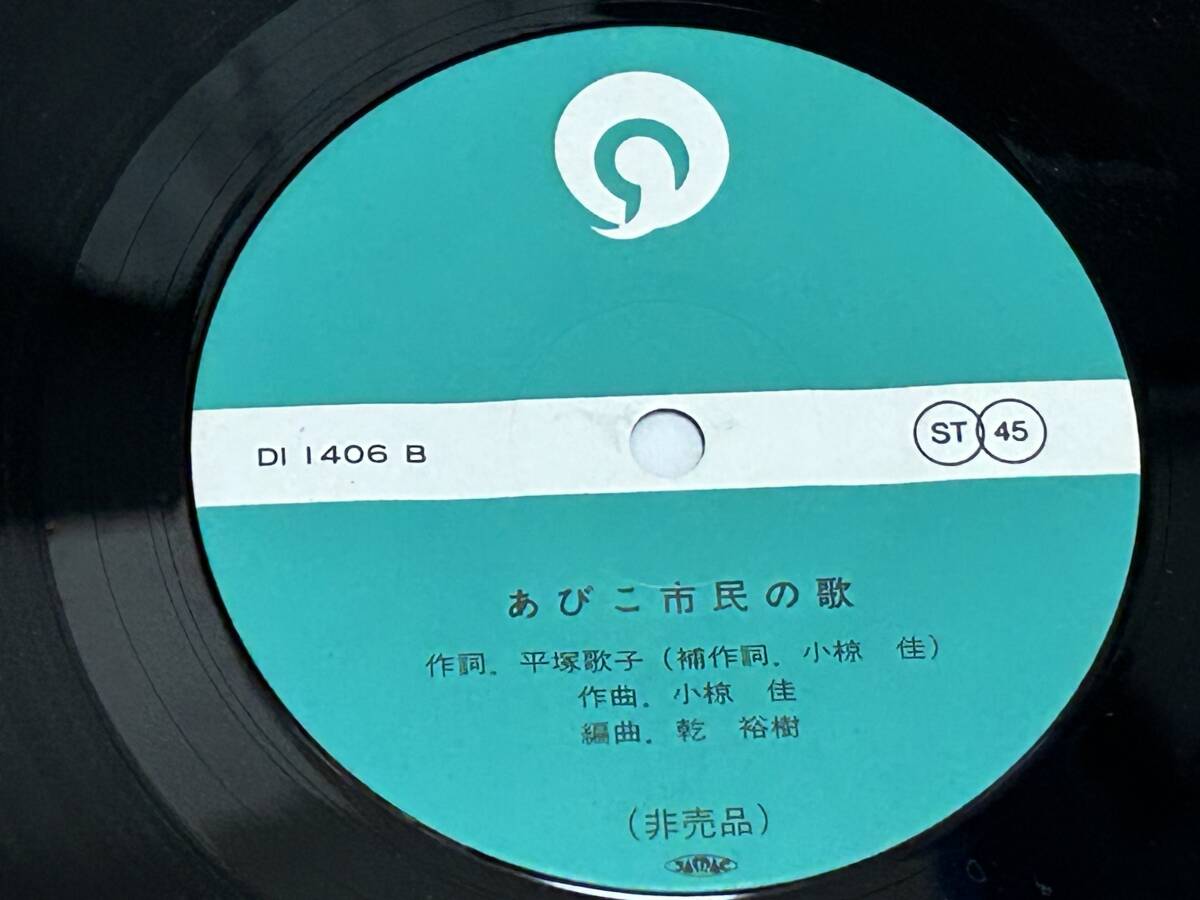 DI 1406 B
ST 45
あびこ市民の歌
作詞. 平塚歌子 (補作詞. 小椋 佳)
作曲. 小椋 佳
編曲. 乾 裕樹
(非売品)